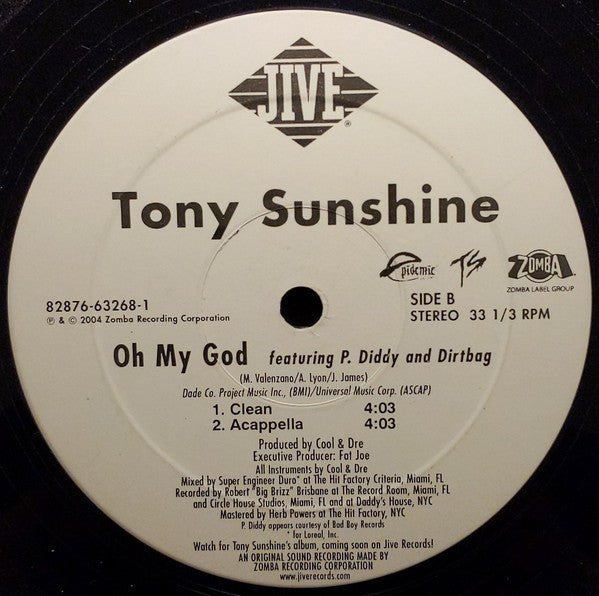 JIVE®
Tony Sunshine
Epidemic TS ZOMBA
ZOMBA LABEL GROUP
82876-63268-1
℗ & © 2004 Zomba Recording Corporation
SIDE B
STEREO 33 1/3 RPM
Oh My God featuring P. Diddy and Dirtbag
(M. Valenzano/A. Lyon/J. James)
Dade Co. Project Music Inc., (BMI)/Universal Music Corp. (ASCAP)
1. Clean 4:03
2. Acappella 4:03
Produced by Cool & Dre
Executive Producer: Fat Joe
All Instruments by Cool & Dre
Mixed by Super Engineer Duro* at The Hit Factory Criteria, Miami, FL
Recorded by Robert "Big Brizz" Brisbane at The Record Room, Miami, FL
and Circle House Studios, Miami, FL and at Daddy's House, NYC
Mastered by Herb Powers at The Hit Factory, NYC
P. Diddy appears courtesy of Bad Boy Records
* for Loreal, Inc.
Watch for Tony Sunshine's album, coming soon on Jive Records!
AN ORIGINAL SOUND RECORDING MADE BY
ZOMBA RECORDING CORPORATION
www.jiverecords.com